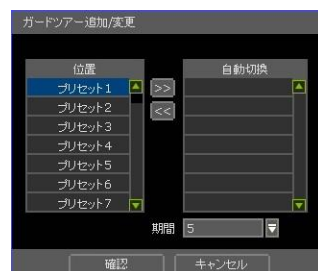 ガードツアー追加/変更
位置
自動切換
プリセット1
>>
プリセット2
<<
プリセット3
プリセット4
プリセット5
プリセット6
プリセット7
期間 5
確認 キャンセル